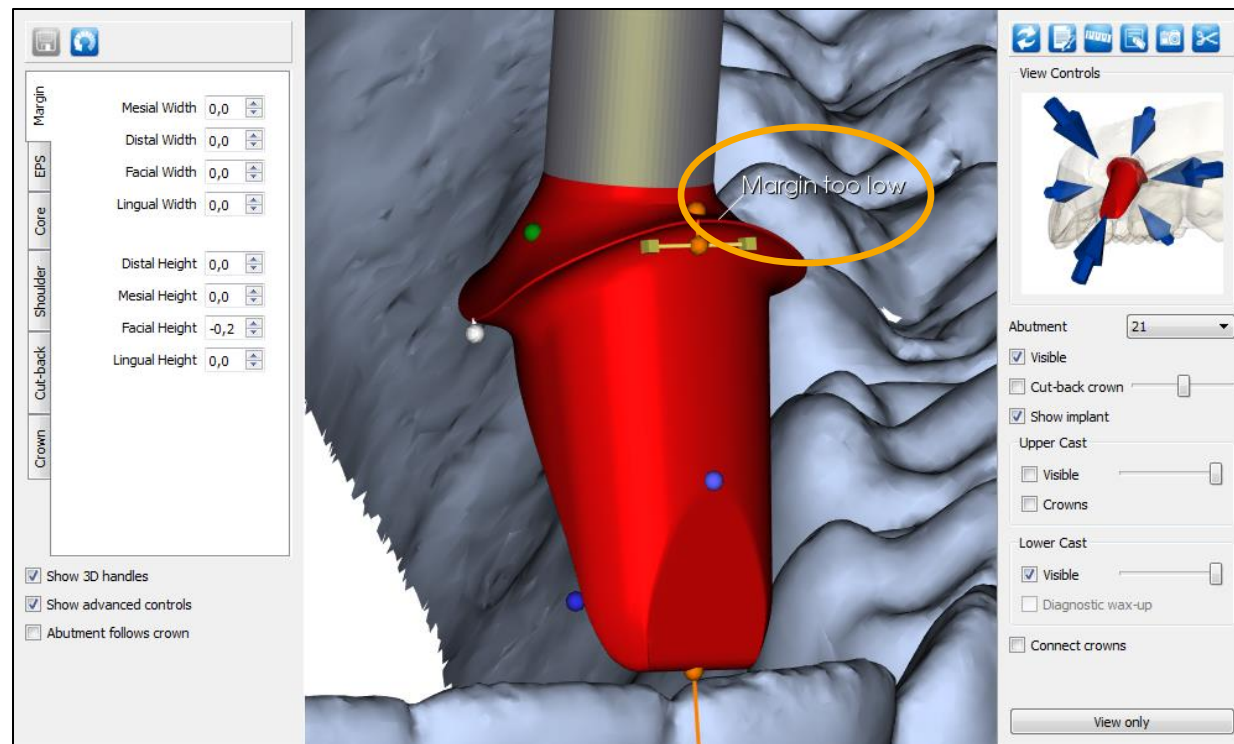 Margin
EPS
Core
Shoulder
Cut-back
Crown
Mesial Width 0,0
Distal Width 0,0
Facial Width 0,0
Lingual Width 0,0
Distal Height 0,0
Mesial Height 0,0
Facial Height -0,2
Lingual Height 0,0
Show 3D handles
Show advanced controls
Abutment follows crown
Margin too low
View Controls
Abutment 21
Visible
Cut-back crown
Show implant
Upper Cast
Visible
Crowns
Lower Cast
Visible
Diagnostic wax-up
Connect crowns
View only